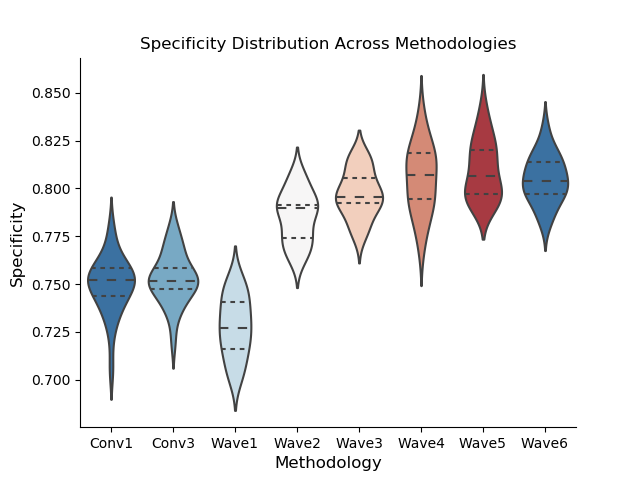 Specificity Distribution Across Methodologies
Specificity
0.850
0.825
0.800
0.775
0.750
0.725
0.700
Conv1 Conv3 Wave1 Wave2 Wave3 Wave4 Wave5 Wave6
Methodology